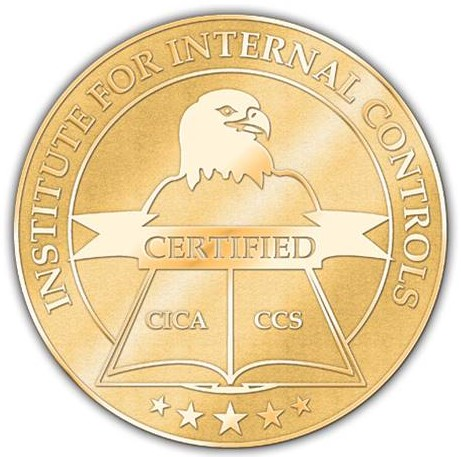 INSTITUTE FOR INTERNAL CONTROLS
CERTIFIED
CICA CCS